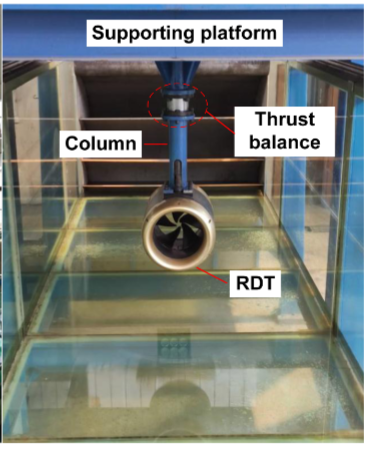 Supporting platform
Thrust
balance
Column
RDT